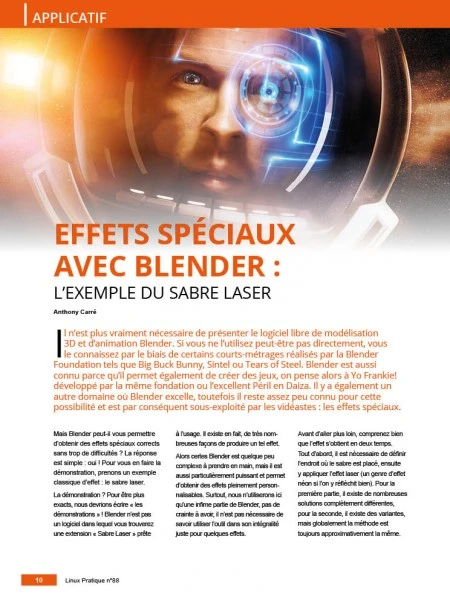 APPLICATIF
EFFETS SPÉCIAUX
AVEC BLENDER :
L'EXEMPLE DU SABRE LASER
Anthony Carré
Il n'est plus vraiment nécessaire de présenter le logiciel libre de modélisation
3D et d'animation Blender. Si vous ne l'utilisez peut-être pas directement, vous
le connaissez par le biais de certains courts-métrages réalisés par la Blender
Foundation tels que Big Buck Bunny, Sintel ou Tears of Steel. Blender est aussi
connu parce qu'il permet également de créer des jeux, on pense alors à Yo Frankie!
développé par la même fondation ou l'excellent Péril en Daiza. Il y a également un
autre domaine où Blender excelle, toutefois il reste assez peu connu pour cette
possibilité et est par conséquent sous-exploité par les vidéastes : les effets spéciaux.
Mais Blender peut-il vous permettre
d'obtenir des effets spéciaux corrects
sans trop de difficultés ? La réponse
est simple : oui ! Pour vous en faire la
démonstration, prenons un exemple
classique d'effet : le sabre laser.
La démonstration ? Pour être plus
exacts, nous devrions écrire « les
démonstrations » ! Blender n'est pas
un logiciel dans lequel vous trouverez
une extension « Sabre Laser » prête
à l'usage. Il existe en fait, de très nom-
breuses façons de produire un tel effet.
Alors certes Blender est quelque peu
complexe à prendre en main, mais il est
aussi particulièrement puissant et permet
d'obtenir des effets pleinement person-
nalisables. Surtout, nous n'utiliserons ici
qu'une infime partie de Blender, pas de
crainte à avoir, il n'est pas nécessaire de
savoir utiliser l'outil dans son intégralité
juste pour quelques effets.
Avant d'aller plus loin, comprenez bien
que l'effet s'obtient en deux temps.
Tout d'abord, il est nécessaire de définir
l'endroit où le sabre est placé, ensuite
y appliquer l'effet laser (un genre d'effet
néon si l'on y réfléchit bien). Pour la
première partie, il existe de nombreuses
solutions complètement différentes,
pour la seconde, il existe des variantes,
mais globalement la méthode est
toujours approximativement la même.
10 Linux Pratique n°88